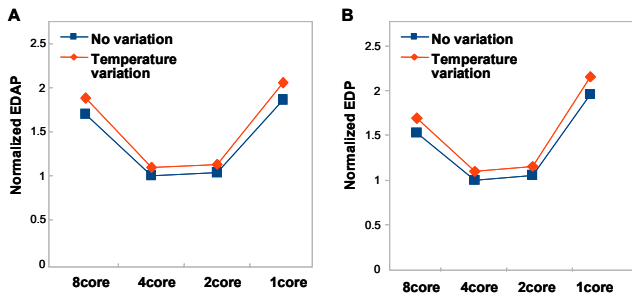 A
Normalized EDAP
2.5
2
1.5
1
0.5
0
No variation
Temperature
variation
8core 4core 2core 1core
B
Normalized EDP
2.5
2
1.5
1
0.5
0
No variation
Temperature
variation
8core 4core 2core 1core